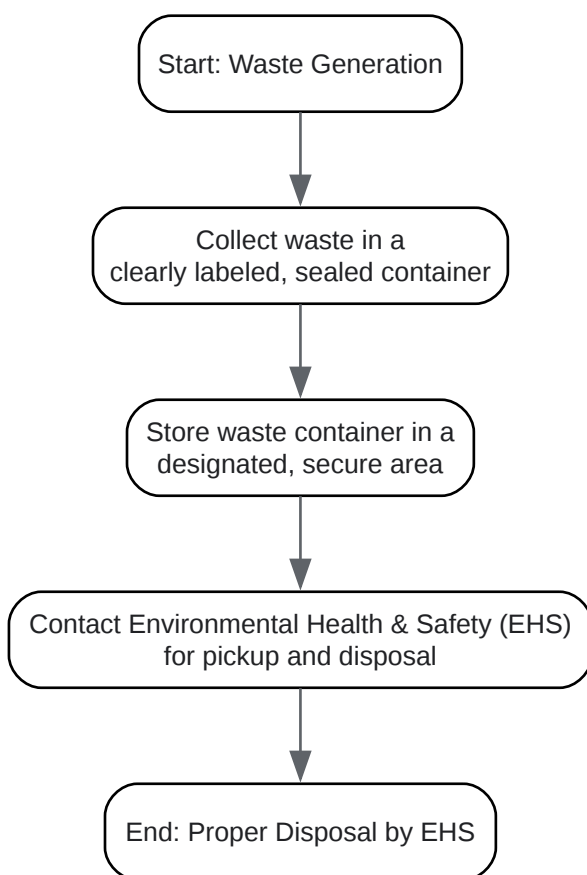 Start: Waste Generation
Collect waste in a
clearly labeled, sealed container
Store waste container in a
designated, secure area
Contact Environmental Health & Safety (EHS)
for pickup and disposal
End: Proper Disposal by EHS